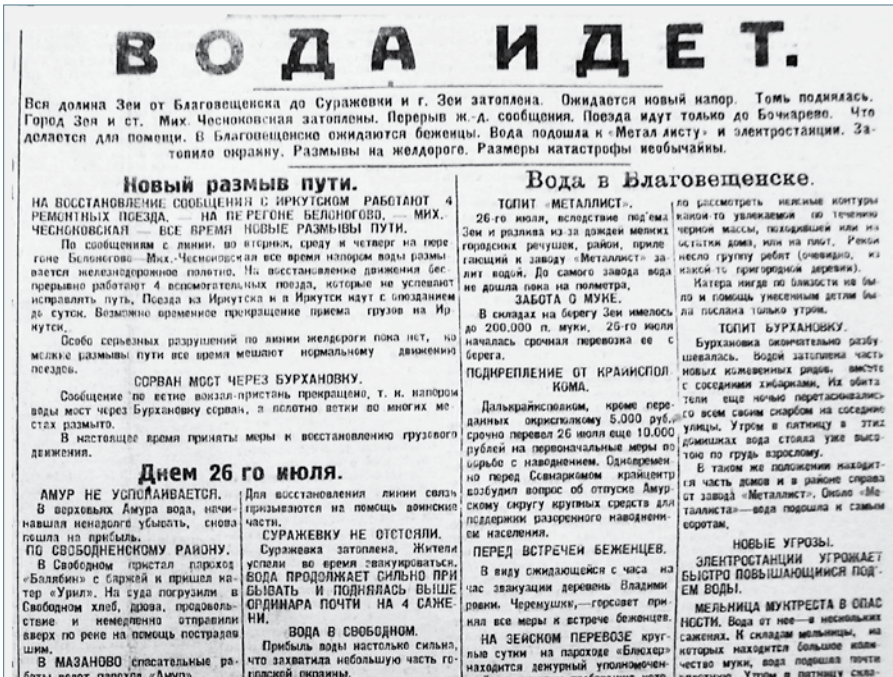 ВОДА ИДЕТ.
Вся долина Зеи от Благовещенска до Суражевки и г. Зеи затоплена. Ожидается новый напор. Томь поднялась.
Город Зея и ст. Мих. Чесноковская затоплены. Перерыв ж.-д. сообщения. Поезда идут только до Бочкарево. Что
делается для помощи. В Благовещенске ожидаются беженцы. Вода подошла к «Метал листу» и электростанции. За-
топило окраину. Размывы на желдороге. Размеры катастрофы необычайны.
Новый размыв пути.
НА ВОССТАНОВЛЕНИЕ СООБЩЕНИЯ С ИРКУТСКОМ РАБОТАЮТ 4
РЕМОНТНЫХ ПОЕЗДА. — НА ПЕРЕГОНЕ БЕЛОНОГОВО, — МИХ.
ЧЕСНОКОВСКАЯ — ВСЕ ВРЕМЯ НОВЫЕ РАЗМЫВЫ ПУТИ.
По сообщениям с линии, во вторник, среду и четверг на пере
гоне Белоногово — Мих.-Чесноковская все время напором воды размы-
вается железнодорожное полотно. На восстановление движения бес-
прерывно работают 4 вспомогательных поезда, которые не успевают
исправлять путь. Поезда из Иркутска и в Иркутск идут с опозданием
до суток. Возможно временное прекращение приема грузов на Ир-
кутск.
Особо серьезных разрушений по линии желдороги пока нет, но
мелкие размывы пути все время мешают нормальному движению
поездов.
СОРВАН МОСТ ЧЕРЕЗ БУРХАНОВКУ.
Сообщение по ветке вокзал-пристань прекращено, т. к. напором
воды мост через Бурхановку сорван, а полотно ветки во многих ме-
стах размыто.
В настоящее время приняты меры к восстановлению грузового
движения.
Днем 26 го июля.
АМУР НЕ УСПОКАИВАЕТСЯ.
В верховьях Амура вода, начи-
навшая ненадолго убывать, снова
пошла на прибыль.
ПО СВОБОДНЕНСКОМУ РАЙОНУ.
В Свободном пристал пароход
«Балябин» с баржей и пришел ка-
тер «Урил». На суда погрузили в
Свободном хлеб, дрова, продоволь-
ствие и немедленно отправили
вверх по реке на помощь пострадав
шим.
В МАЗАНОВО спасательные ра-
боты ведет пароход «Амур».
Для восстановления линии связь
призываются на помощь воинские
части.
СУРАЖЕВКУ НЕ ОТСТОЯЛИ.
Суражевка затоплена. Жители
успели во время эвакуироваться.
ВОДА ПРОДОЛЖАЕТ СИЛЬНО ПРИ
БЫВАТЬ И ПОДНЯЛАСЬ ВЫШЕ
ОРДИНАРА ПОЧТИ НА 4 САЖЕ-
НИ.
ВОДА В СВОБОДНОМ.
Прибыль воды настолько сильна,
что захватила небольшую часть го-
родской окраины.
Вода в Благовещенске.
ТОПИТ «МЕТАЛЛИСТ».
26-го июля, вследствие под'ема
Зеи и разлива из-за дождей мелких
городских речушек, район, приле
гающий к заводу «Металлист» за-
лит водой. До самого завода вода
не дошла пока на полметра.
ЗАБОТА О МУКЕ.
В складах на берегу Зеи имелось
до 200.000 п. муки. 26-го июля
началась срочная перевозка ее с
берега.
ПОДКРЕПЛЕНИЕ ОТ КРАЙИСПОЛ
КОМА.
Далькрайисполком, кроме пере-
данных окрисполкому 5.000 руб.,
срочно перевел 26 июля еще 10.000
рублей на первоначальные меры по
борьбе с наводнением. Одновремен-
но перед Совнаркомом крайцентр
возбудил вопрос об отпуске Амур-
скому округу крупных средств для
поддержки разоренного наводнени-
ем населения.
ПЕРЕД ВСТРЕЧЕЙ БЕЖЕНЦЕВ.
В виду ожидающейся с часа на
час эвакуации деревень Владими
ровки, Черемушки,—горсовет при-
нял все меры к встрече беженцев.
НА ЗЕЙСКОМ ПЕРЕВОЗЕ круг-
лые сутки на пароходе «Блюхер»
находится дежурный уполномочен-
ло рассмотреть неясные контуры
какой-то увлекаемой по течению
черной массы, походившей или на
остатки дома, или на плот. Рекой
несло группу ребят (очевидно, из
какой-то пригородной деревни).
Катера нигде по близости не бы-
ло и помощь унесенным детям бы-
ла послана только утром.
ТОПИТ БУРХАНОВКУ.
Бурхановка окончательно разбу
шевалась. Водой затоплена часть
новых кожевенных рядов, вместе
с соседними хибарками. Их обита
тели еще ночью перетаскивались
со всем своим скарбом на соседние
улицы. Утром в пятницу в этих
домишках вода стояла уже высо-
тою по грудь взрослому.
В таком же положении находит-
ся часть домов и в районе справа
от завода «Металлист». Около «Ме-
таллиста»—вода подошла к самым
воротам.
НОВЫЕ УГРОЗЫ.
ЭЛЕКТРОСТАНЦИИ УГРОЖАЕТ
БЫСТРО ПОВЫШАЮЩИЙСЯ ПОД'-
ЕМ ВОДЫ.
МЕЛЬНИЦА МУКТРЕСТА В ОПАС
НОСТИ. Вода от нее—в нескольких
саженях. К складам мельницы, на
которых находится большое коли-
чество муки, вода подошла почти
Утром в пятницу